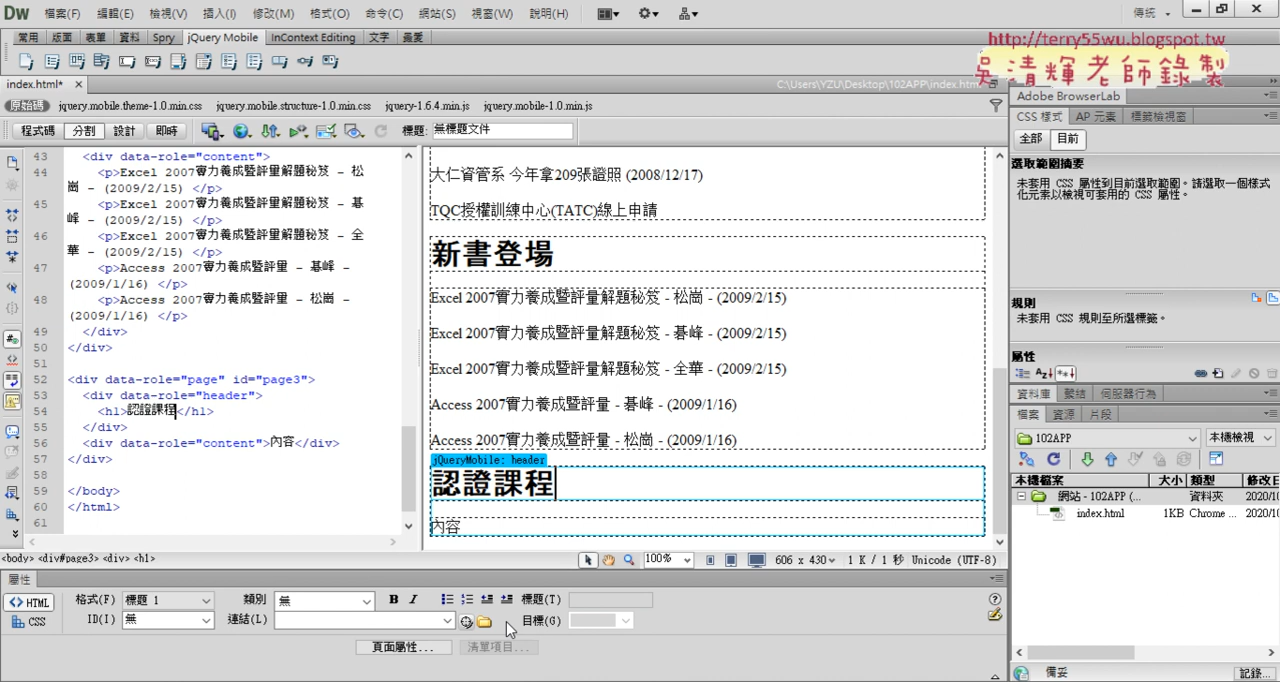 Dw 檔案(F) 編輯(E) 檢視(V) 插入(I) 修改(M) 格式(O) 命令(C) 網站(S) 視窗(W) 說明(H) 傳統
常用 版面 表單 資料 Spry jQuery Mobile InContext Editing 文字 最愛
http://terry55wu.blogspot.tw
吳清輝老師錄製
index.html* C:\Users\YZU\Desktop\102APP\index.htm
原始碼 jquery.mobile.theme-1.0.min.css jquery.mobile.structure-1.0.min.css jquery-1.6.4.min.js jquery.mobile-1.0.min.js
程式碼 分割 設計 即時 標題: 無標題文件
43 <div data-role="content">
44 <p>Excel 2007實力養成暨評量解題秘笈 - 松
崗 - (2009/2/15) </p>
45 <p>Excel 2007實力養成暨評量解題秘笈 - 碁
峰 - (2009/2/15) </p>
46 <p>Excel 2007實力養成暨評量解題秘笈 - 全
華 - (2009/2/15) </p>
47 <p>Access 2007實力養成暨評量 - 碁峰 -
(2009/1/16) </p>
48 <p>Access 2007實力養成暨評量 - 松崗 -
(2009/1/16) </p>
49 </div>
50 </div>
51
52 <div data-role="page" id="page3">
53 <div data-role="header">
54 <h1>認證課程</h1>
55 </div>
56 <div data-role="content">內容</div>
57 </div>
58
59 </body>
60 </html>
61
大仁資管系 今年拿209張證照 (2008/12/17)
TQC授權訓練中心(TATC)線上申請
新書登場
Excel 2007實力養成暨評量解題秘笈 - 松崗 - (2009/2/15)
Excel 2007實力養成暨評量解題秘笈 - 碁峰 - (2009/2/15)
Excel 2007實力養成暨評量解題秘笈 - 全華 - (2009/2/15)
Access 2007實力養成暨評量 - 碁峰 - (2009/1/16)
Access 2007實力養成暨評量 - 松崗 - (2009/1/16)
jQueryMobile: header
認證課程
內容
<body> <div#page3> <div> <h1> 100% 606 x 430 1 K / 1 秒 Unicode (UTF-8)
屬性
HTML 格式(F) 標題 1 類別 無 B I 標題(T)
CSS ID(I) 無 連結(L) 目標(G)
頁面屬性... 清單項目...
Adobe BrowserLab
CSS 樣式 AP 元素 標籤檢視窗
全部 目前
選取範圍摘要
未套用 CSS 屬性到目前選取範圍。請選取一個樣式
化元素以檢視可套用的 CSS 屬性。
規則
未套用 CSS 規則至所選標籤。
屬性
資料庫 繫結 伺服器行為
檔案 資源 片段
102APP 本機檢視
本機檔案 大小 類型 修改日
網站 - 102APP (... 資料夾 2020/10
index.html 1KB Chrome ... 2020/10
備妥 記錄...